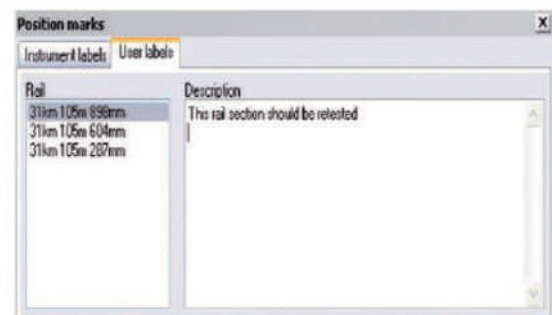 Position marks
Instrument labels User labels
Rail Description
31km 105m 898mm This rail section should be retested
31km 105m 604mm
31km 105m 287mm